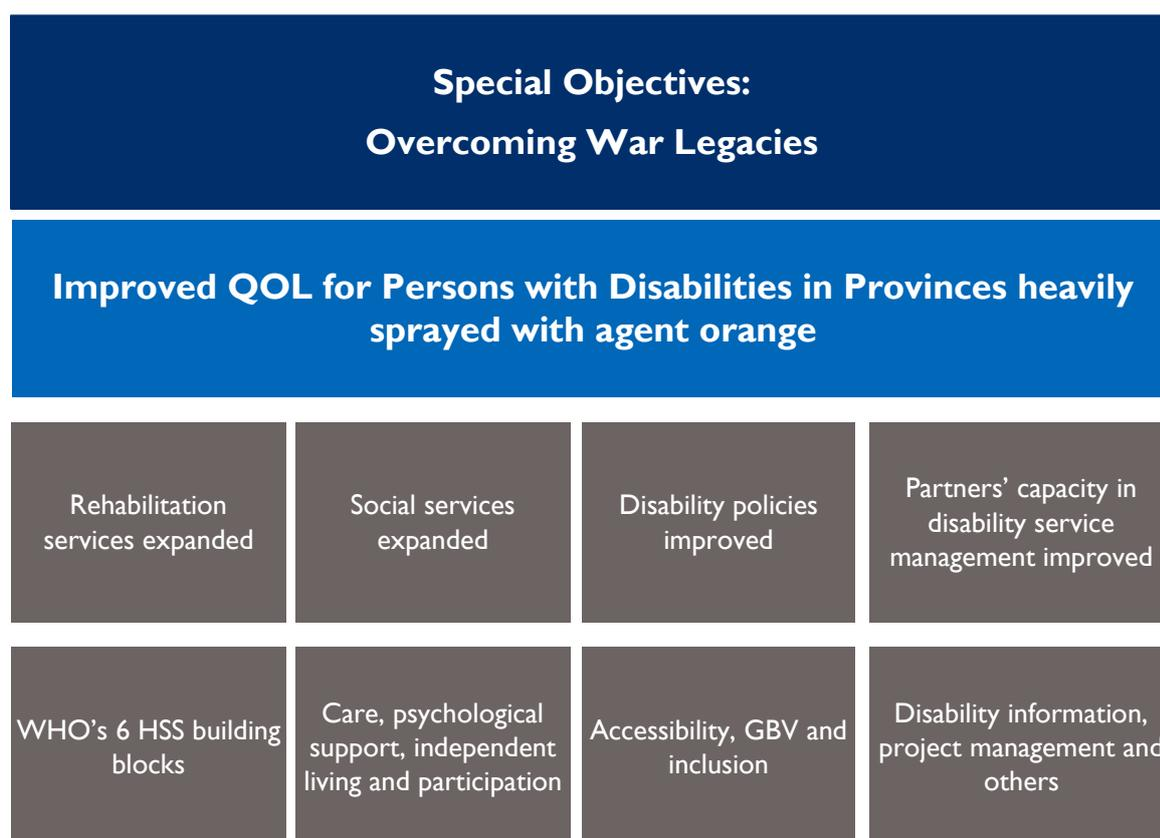 Special Objectives:
Overcoming War Legacies
Improved QOL for Persons with Disabilities in Provinces heavily
sprayed with agent orange
Rehabilitation
services expanded
Social services
expanded
Disability policies
improved
Partners’ capacity in
disability service
management improved
WHO’s 6 HSS building
blocks
Care, psychological
support, independent
living and participation
Accessibility, GBV and
inclusion
Disability information,
project management and
others